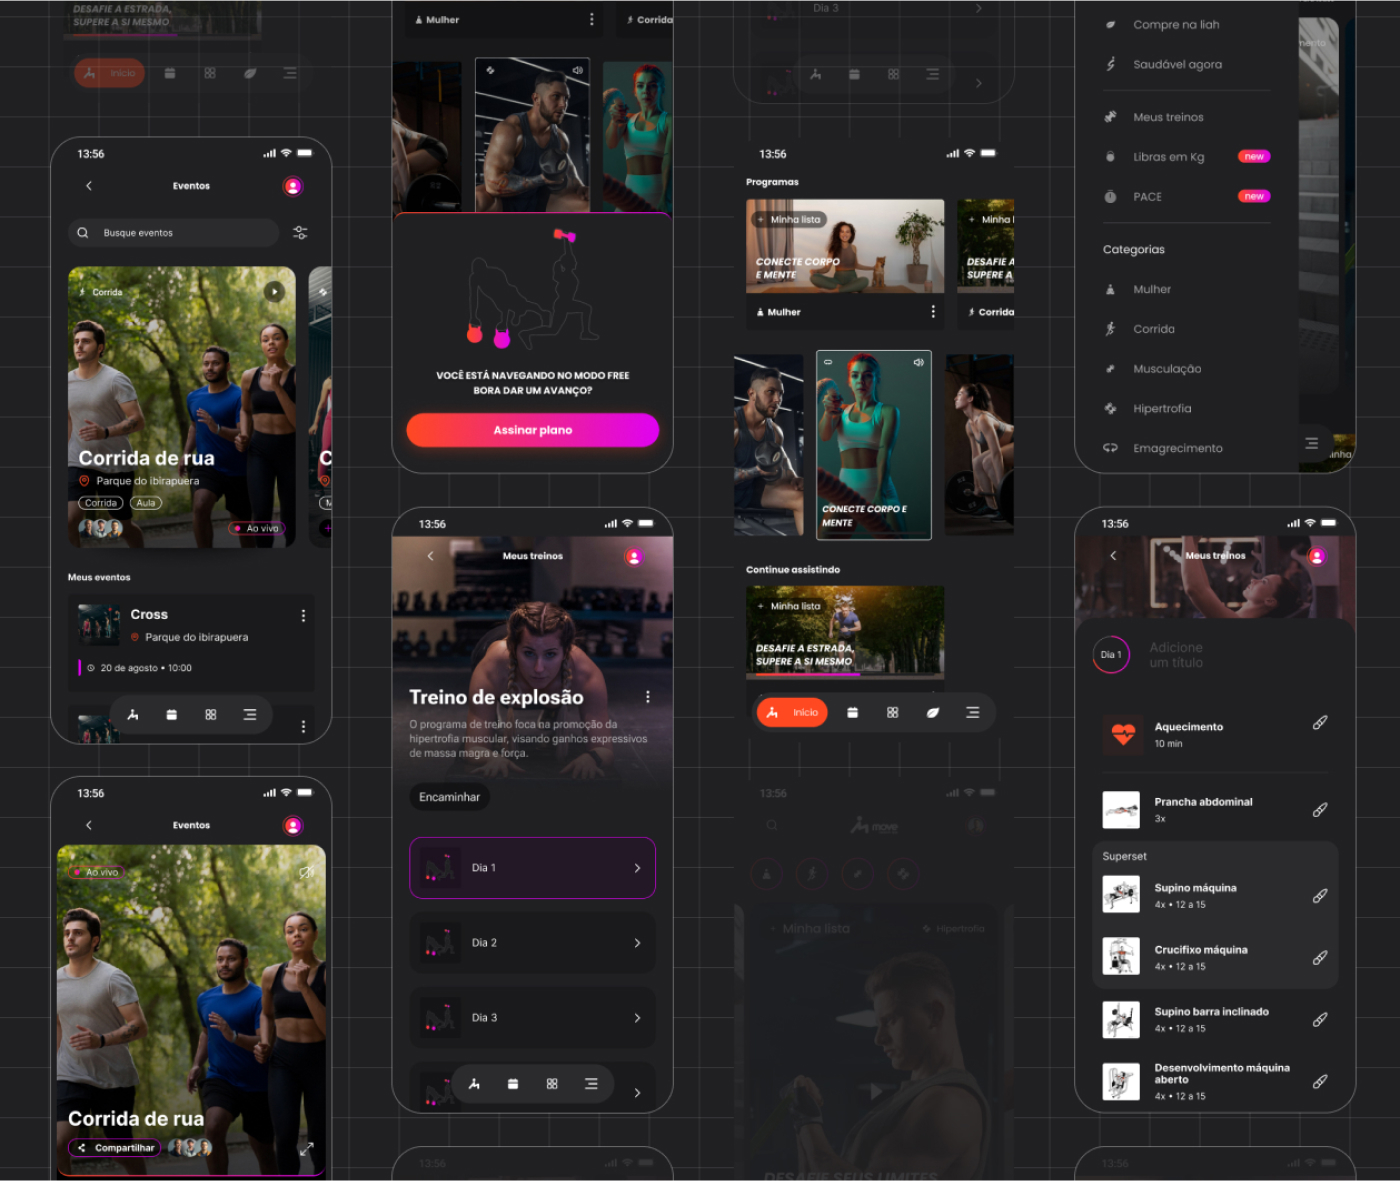 DESAFIE A ESTRADA,
SUPERE A SI MESMO
Início
13:56
Eventos
Busque eventos
Corrida
Corrida de rua
Parque do ibirapuera
Corrida
Aula
Ao vivo
C
M
Meus eventos
Cross
Parque do ibirapuera
20 de agosto • 10:00
13:56
Eventos
Ao vivo
Corrida de rua
Compartilhar
Mulher
Corrida
VOCÊ ESTÁ NAVEGANDO NO MODO FREE
BORA DAR UM AVANÇO?
Assinar plano
13:56
Meus treinos
Treino de explosão
O programa de treino foca na promoção da
hipertrofia muscular, visando ganhos expressivos
de massa magra e força.
Encaminhar
Dia 1
Dia 2
Dia 3
13:56
Dia 3
13:56
Programas
+ Minha lista
CONECTE CORPO
E MENTE
Mulher
+ Minha l
DESAFIE A
SUPERE A
Corrida
CONECTE CORPO E
MENTE
Continue assistindo
+ Minha lista
DESAFIE A ESTRADA,
SUPERE A SI MESMO
Início
13:56
move
+ Minha lista
Hipertrofia
DESAFIE SEUS LIMITES
Compre na liah
Saudável agora
Meus treinos
Libras em Kg
new
PACE
new
Categorias
Mulher
Corrida
Musculação
Hipertrofia
Emagrecimento
mento
inha
13:56
Meus treinos
Dia 1
Adicione
um título
Aquecimento
10 min
Prancha abdominal
3x
Superset
Supino máquina
4x • 12 a 15
Crucifixo máquina
4x • 12 a 15
Supino barra inclinado
4x • 12 a 15
Desenvolvimento máquina
aberto
4x • 12 a 15
13:56